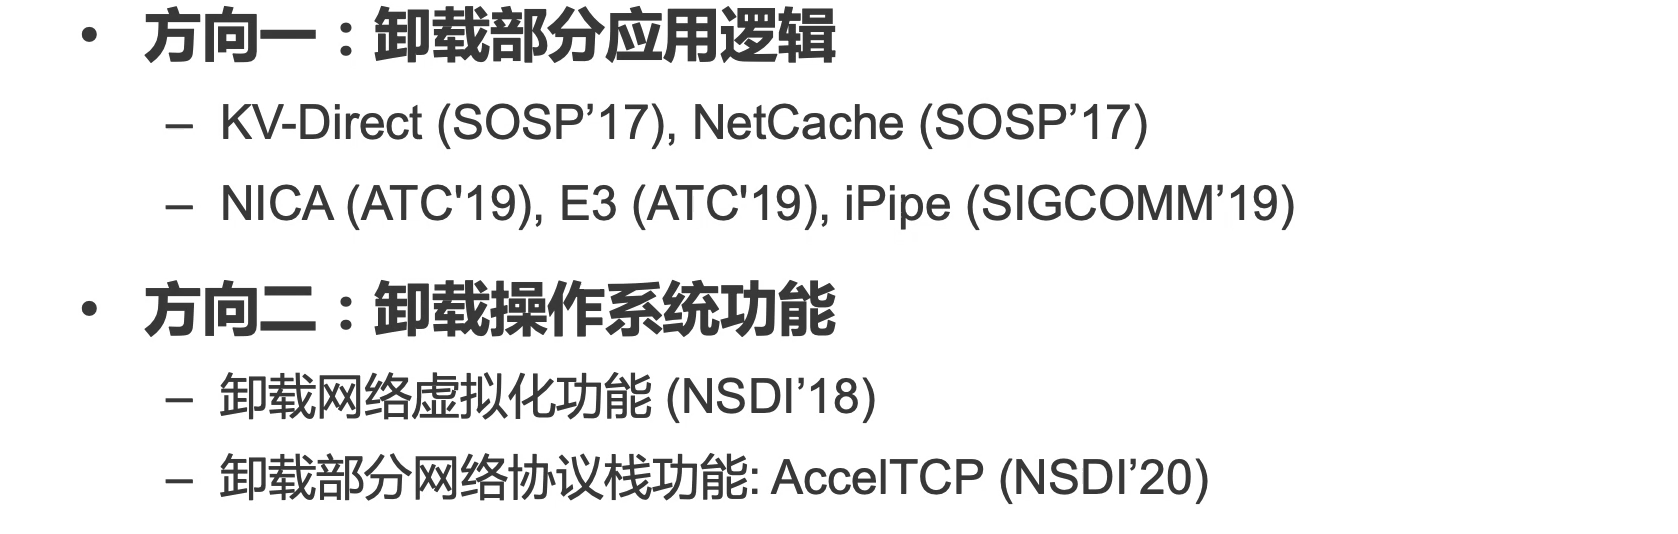 • 方向一：卸载部分应用逻辑
– KV-Direct (SOSP’17), NetCache (SOSP’17)
– NICA (ATC'19), E3 (ATC'19), iPipe (SIGCOMM’19)
• 方向二：卸载操作系统功能
– 卸载网络虚拟化功能 (NSDI’18)
– 卸载部分网络协议栈功能: AccelTCP (NSDI’20)